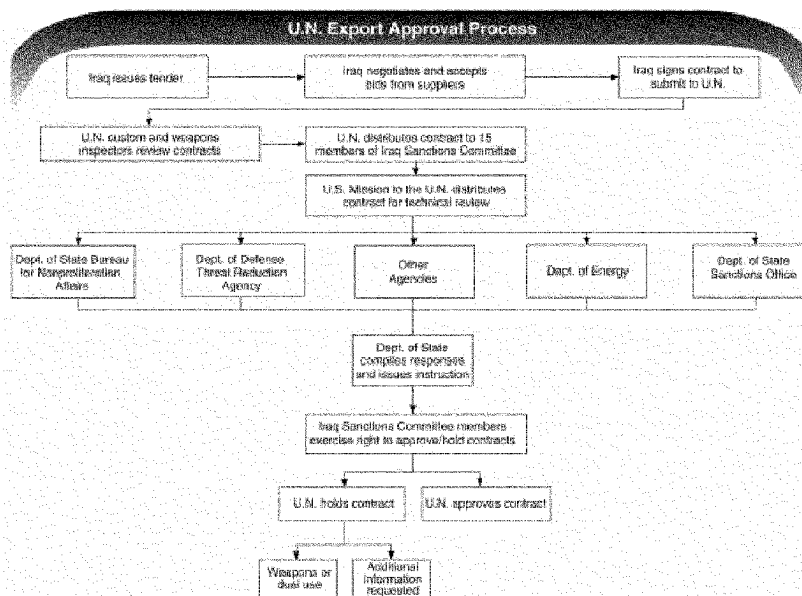 U.N. Export Approval Process
Iraq issues tender
Iraq negotiates and accepts
bids from suppliers
Iraq signs contract to
submit to U.N.
U.N. custom and weapons
inspectors review contracts
U.N. distributes contract to 15
members of Iraq Sanctions Committee
U.S. Mission to the U.N. distributes
contract for technical review
Dept. of State Bureau
for Nonproliferation
Affairs
Dept. of Defense
Threat Reduction
Agency
Other
Agencies
Dept. of Energy
Dept. of State
Sanctions Office
Dept. of State
compiles responses
and issues instruction
Iraq Sanctions Committee members
exercise right to approve/hold contracts
U.N. holds contract
U.N. approves contract
Weapons or
dual use
Additional
information
requested